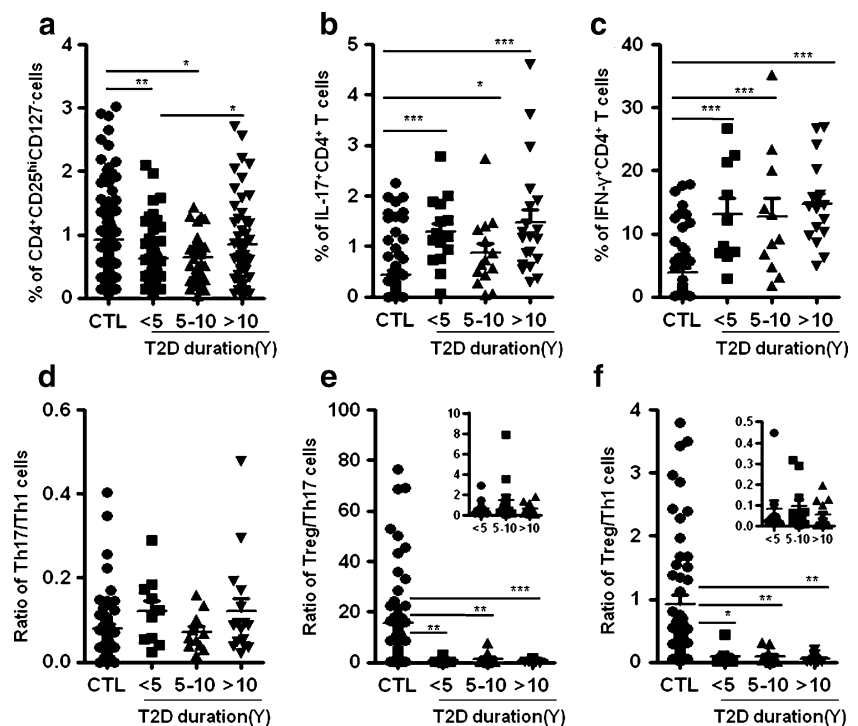 a
% of CD4⁺CD25ʰⁱCD127⁻cells
4
3
2
1
0
*
**
*
CTL <5 5-10 >10
T2D duration(Y)
b
% of IL-17⁺CD4⁺ T cells
5
4
3
2
1
0
***
*
***
CTL <5 5-10 >10
T2D duration(Y)
c
% of IFN-γ⁺CD4⁺ T cells
40
30
20
10
0
***
***
***
CTL <5 5-10 >10
T2D duration(Y)
d
Ratio of Th17/Th1 cells
0.6
0.4
0.2
0.0
CTL <5 5-10 >10
T2D duration(Y)
e
Ratio of Treg/Th17 cells
100
80
60
40
20
0
10
8
6
4
2
0
<5 5-10 >10
***
**
**
CTL <5 5-10 >10
T2D duration(Y)
f
Ratio of Treg/Th1 cells
4
3
2
1
0
0.5
0.4
0.3
0.2
0.1
0.0
<5 5-10 >10
**
**
*
CTL <5 5-10 >10
T2D duration(Y)